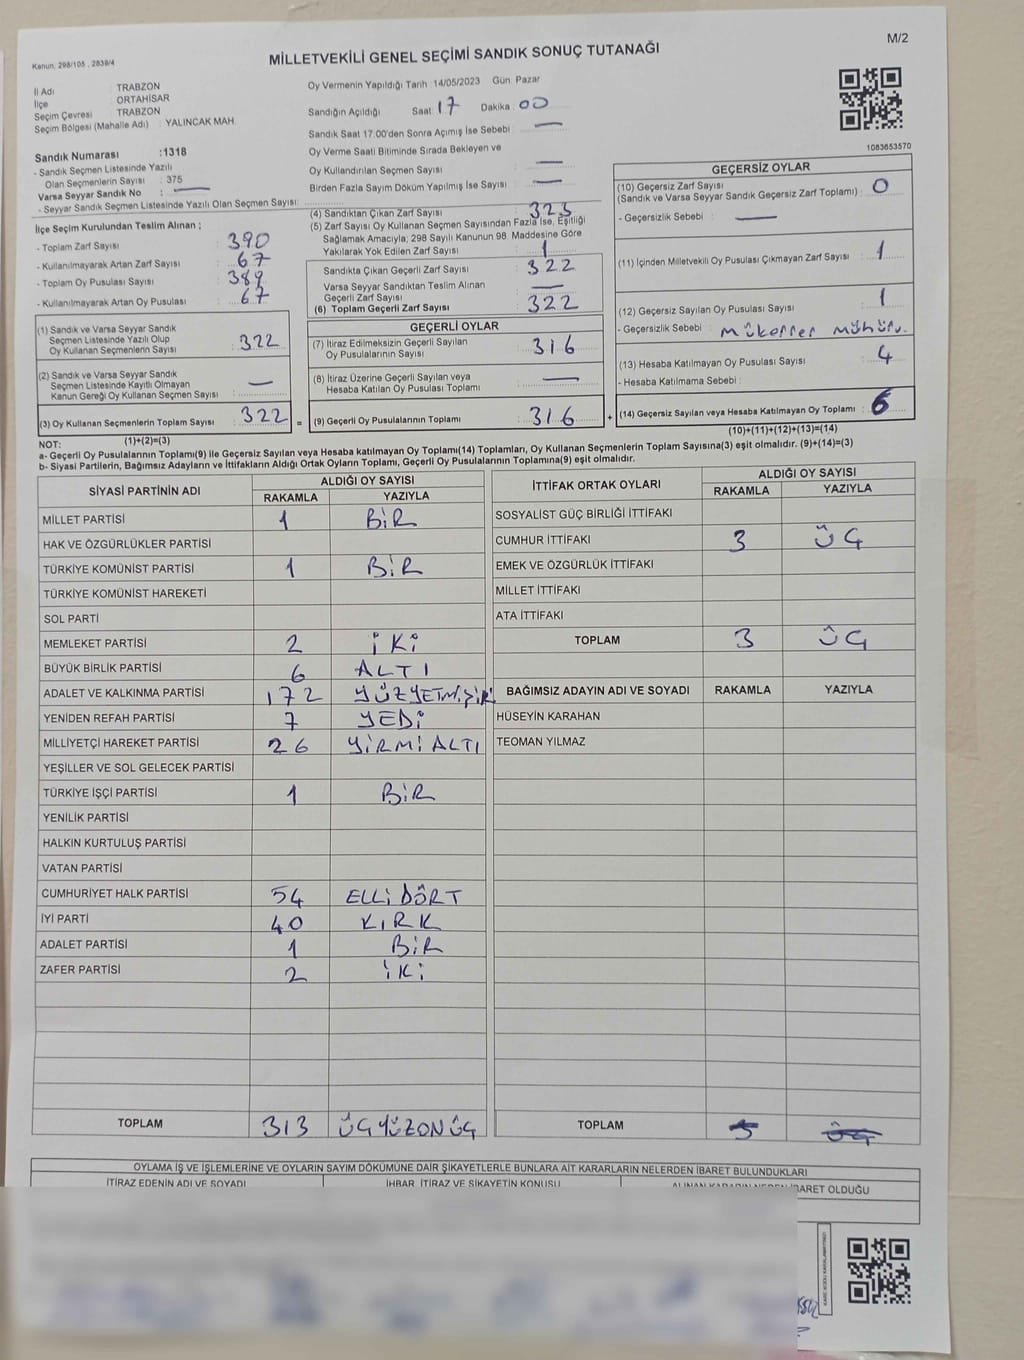 Kanun, 298/105 , 2839/4
MİLLETVEKİLİ GENEL SEÇİMİ SANDIK SONUÇ TUTANAĞI
M/2
İl Adı : TRABZON
İlçe : ORTAHİSAR
Seçim Çevresi : TRABZON
Seçim Bölgesi (Mahalle Adı) : YALINCAK MAH.
Sandık Numarası :1318
- Sandık Seçmen Listesinde Yazılı
Olan Seçmenlerin Sayısı : 375
Varsa Seyyar Sandık No : —
- Seyyar Sandık Seçmen Listesinde Yazılı Olan Seçmen Sayısı:
Oy Vermenin Yapıldığı Tarih :14/05/2023 Gün: Pazar
Sandığın Açıldığı Saat: 17 Dakika : 00
Sandık Saat 17:00'den Sonra Açımış İse Sebebi : —
Oy Verme Saati Bitiminde Sırada Bekleyen ve
Oy Kullandırılan Seçmen Sayısı : —
Birden Fazla Sayım Döküm Yapılmış İse Sayısı : —
1083653570
İlçe Seçim Kurulundan Teslim Alınan ;
- Toplam Zarf Sayısı : 390
- Kullanılmayarak Artan Zarf Sayısı : 67
- Toplam Oy Pusulası Sayısı : 389
- Kullanılmayarak Artan Oy Pusulası : 67
(4) Sandıktan Çıkan Zarf Sayısı : 323
(5) Zarf Sayısı Oy Kullanan Seçmen Sayısından Fazla İse, Eşitliği
Sağlamak Amacıyla, 298 Sayılı Kanunun 98. Maddesine Göre
Yakılarak Yok Edilen Zarf Sayısı : 1
Sandıkta Çıkan Geçerli Zarf Sayısı : 322
Varsa Seyyar Sandıktan Teslim Alınan
Geçerli Zarf Sayısı : —
(6) Toplam Geçerli Zarf Sayısı : 322
GEÇERSİZ OYLAR
(10) Geçersiz Zarf Sayısı
(Sandık ve Varsa Seyyar Sandık Geçersiz Zarf Toplamı) : 0
- Geçersizlik Sebebi : —
(11) İçinden Milletvekili Oy Pusulası Çıkmayan Zarf Sayısı : 1
(12) Geçersiz Sayılan Oy Pusulası Sayısı : 1
- Geçersizlik Sebebi : mükerrer mühür.
(13) Hesaba Katılmayan Oy Pusulası Sayısı : 4
- Hesaba Katılmama Sebebi :
(14) Geçersiz Sayılan veya Hesaba Katılmayan Oy Toplamı : 6
(10)+(11)+(12)+(13)=(14)
(1) Sandık ve Varsa Seyyar Sandık
Seçmen Listesinde Yazılı Olup
Oy Kullanan Seçmenlerin Sayısı : 322
(2) Sandık ve Varsa Seyyar Sandık
Seçmen Listesinde Kayıtlı Olmayan
Kanun Gereği Oy Kullanan Seçmen Sayısı : —
(3) Oy Kullanan Seçmenlerin Toplam Sayısı : 322
(1)+(2)=(3)
GEÇERLİ OYLAR
(7) İtiraz Edilmeksizin Geçerli Sayılan
Oy Pusulalarının Sayısı : 316
(8) İtiraz Üzerine Geçerli Sayılan veya
Hesaba Katılan Oy Pusulası Toplamı : —
= (9) Geçerli Oy Pusulalarının Toplamı : 316 +
NOT:
a- Geçerli Oy Pusulalarının Toplamı(9) ile Geçersiz Sayılan veya Hesaba katılmayan Oy Toplamı(14) Toplamları, Oy Kullanan Seçmenlerin Toplam Sayısına(3) eşit olmalıdır. (9)+(14)=(3)
b- Siyasi Partilerin, Bağımsız Adayların ve İttifakların Aldığı Ortak Oyların Toplamı, Geçerli Oy Pusulalarının Toplamına(9) eşit olmalıdır.
SİYASİ PARTİNİN ADI ALDIĞI OY SAYISI
RAKAMLA YAZIYLA
MİLLET PARTİSİ 1 BİR
HAK VE ÖZGÜRLÜKLER PARTİSİ
TÜRKİYE KOMÜNİST PARTİSİ 1 BİR
TÜRKİYE KOMÜNİST HAREKETİ
SOL PARTİ
MEMLEKET PARTİSİ 2 İKİ
BÜYÜK BİRLİK PARTİSİ 6 ALTI
ADALET VE KALKINMA PARTİSİ 172 YÜZYETMİŞİKİ
YENİDEN REFAH PARTİSİ 7 YEDİ
MİLLİYETÇİ HAREKET PARTİSİ 26 YİRMİ ALTI
YEŞİLLER VE SOL GELECEK PARTİSİ
TÜRKİYE İŞÇİ PARTİSİ 1 BİR
YENİLİK PARTİSİ
HALKIN KURTULUŞ PARTİSİ
VATAN PARTİSİ
CUMHURİYET HALK PARTİSİ 54 ELLİ DÖRT
İYİ PARTİ 40 KIRK
ADALET PARTİSİ 1 BİR
ZAFER PARTİSİ 2 İKİ
TOPLAM 313 ÜÇYÜZONÜÇ
İTTİFAK ORTAK OYLARI ALDIĞI OY SAYISI
RAKAMLA YAZIYLA
SOSYALİST GÜÇ BİRLİĞİ İTTİFAKI
CUMHUR İTTİFAKI 3 ÜÇ
EMEK VE ÖZGÜRLÜK İTTİFAKI
MİLLET İTTİFAKI
ATA İTTİFAKI
TOPLAM 3 ÜÇ
BAĞIMSIZ ADAYIN ADI VE SOYADI RAKAMLA YAZIYLA
HÜSEYİN KARAHAN
TEOMAN YILMAZ
TOPLAM 3 ÜÇ
OYLAMA İŞ VE İŞLEMLERİNE VE OYLARIN SAYIM DÖKÜMÜNE DAİR ŞİKAYETLERLE BUNLARA AİT KARARLARIN NELERDEN İBARET BULUNDUKLARI
İTİRAZ EDENİN ADI VE SOYADI İHBAR, İTİRAZ VE ŞİKAYETİN KONUSU ALINAN KARARIN NEDEN İBARET OLDUĞU